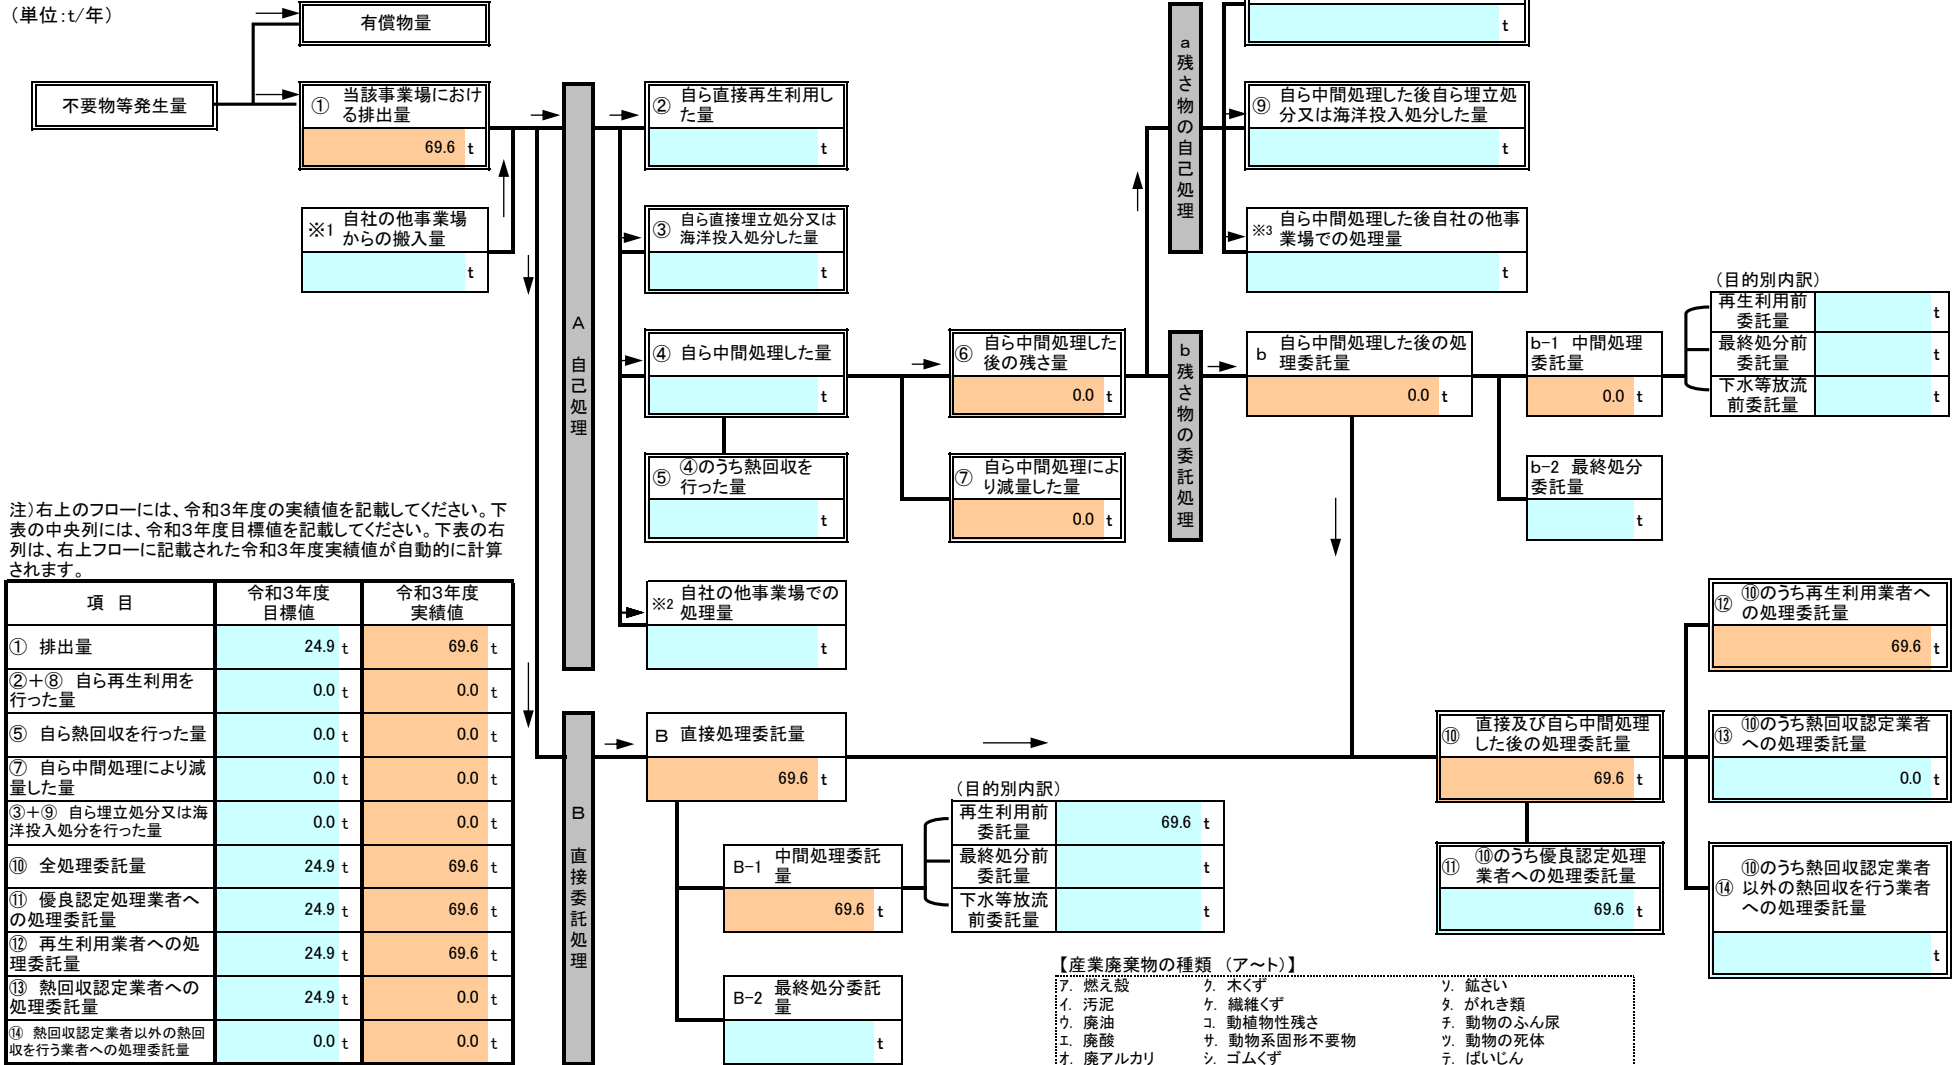 (単位:t/年)
有償物量
不要物等発生量
① 当該事業場におけ
る排出量
69.6 t
※1 自社の他事業場
からの搬入量
t
A 自己処理
② 自ら直接再生利用し
た量
t
③ 自ら直接埋立処分又は
海洋投入処分した量
t
④ 自ら中間処理した量
t
⑤ ④のうち熱回収を
行った量
t
※2 自社の他事業場での
処理量
t
⑥ 自ら中間処理した
後の残さ量
0.0 t
⑦ 自ら中間処理によ
り減量した量
0.0 t
a 残さ物の自己処理
t
⑨ 自ら中間処理した後自ら埋立処
分又は海洋投入処分した量
t
※3 自ら中間処理した後自社の他事
業場での処理量
t
b 残さ物の委託処理
b 自ら中間処理した後の処
理委託量
0.0 t
b-1 中間処理
委託量
0.0 t
b-2 最終処分
委託量
t
(目的別内訳)
再生利用前
委託量 t
最終処分前
委託量 t
下水等放流
前委託量 t
注)右上のフローには、令和3年度の実績値を記載してください。下
表の中央列には、令和3年度目標値を記載してください。下表の右
列は、右上フローに記載された令和3年度実績値が自動的に計算
されます。
項 目 令和3年度 目標値 令和3年度 実績値
① 排出量 24.9 t 69.6 t
②+⑧ 自ら再生利用を
行った量 0.0 t 0.0 t
⑤ 自ら熱回収を行った量 0.0 t 0.0 t
⑦ 自ら中間処理により減
量した量 0.0 t 0.0 t
③+⑨ 自ら埋立処分又は海
洋投入処分を行った量 0.0 t 0.0 t
⑩ 全処理委託量 24.9 t 69.6 t
⑪ 優良認定処理業者へ
の処理委託量 24.9 t 69.6 t
⑫ 再生利用業者への処
理委託量 24.9 t 69.6 t
⑬ 熱回収認定業者への
処理委託量 24.9 t 0.0 t
⑭ 熱回収認定業者以外の熱回
収を行う業者への処理委託量 0.0 t 0.0 t
B 直接委託処理
B 直接処理委託量
69.6 t
B-1 中間処理委託
量
69.6 t
B-2 最終処分委託
量
t
(目的別内訳)
再生利用前
委託量 69.6 t
最終処分前
委託量 t
下水等放流
前委託量 t
⑩ 直接及び自ら中間処理
した後の処理委託量
69.6 t
⑪ ⑩のうち優良認定処理
業者への処理委託量
69.6 t
⑫ ⑩のうち再生利用業者へ
の処理委託量
69.6 t
⑬ ⑩のうち熱回収認定業者
への処理委託量
0.0 t
⑭ ⑩のうち熱回収認定業者
以外の熱回収を行う業者
への処理委託量
t
【産業廃棄物の種類 (ア~ト)】
ア. 燃え殻 ク. 木くず ソ. 鉱さい
イ. 汚泥 ケ. 繊維くず タ. がれき類
ウ. 廃油 コ. 動植物性残さ チ. 動物のふん尿
エ. 廃酸 サ. 動物系固形不要物 ツ. 動物の死体
オ. 廃アルカリ シ. ゴムくず テ. ばいじん